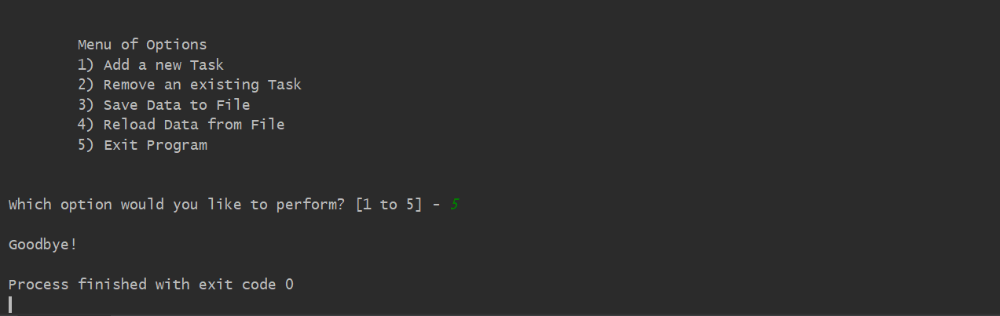 Menu of Options
1) Add a new Task
2) Remove an existing Task
3) Save Data to File
4) Reload Data from File
5) Exit Program
Which option would you like to perform? [1 to 5] - 5
Goodbye!
Process finished with exit code 0